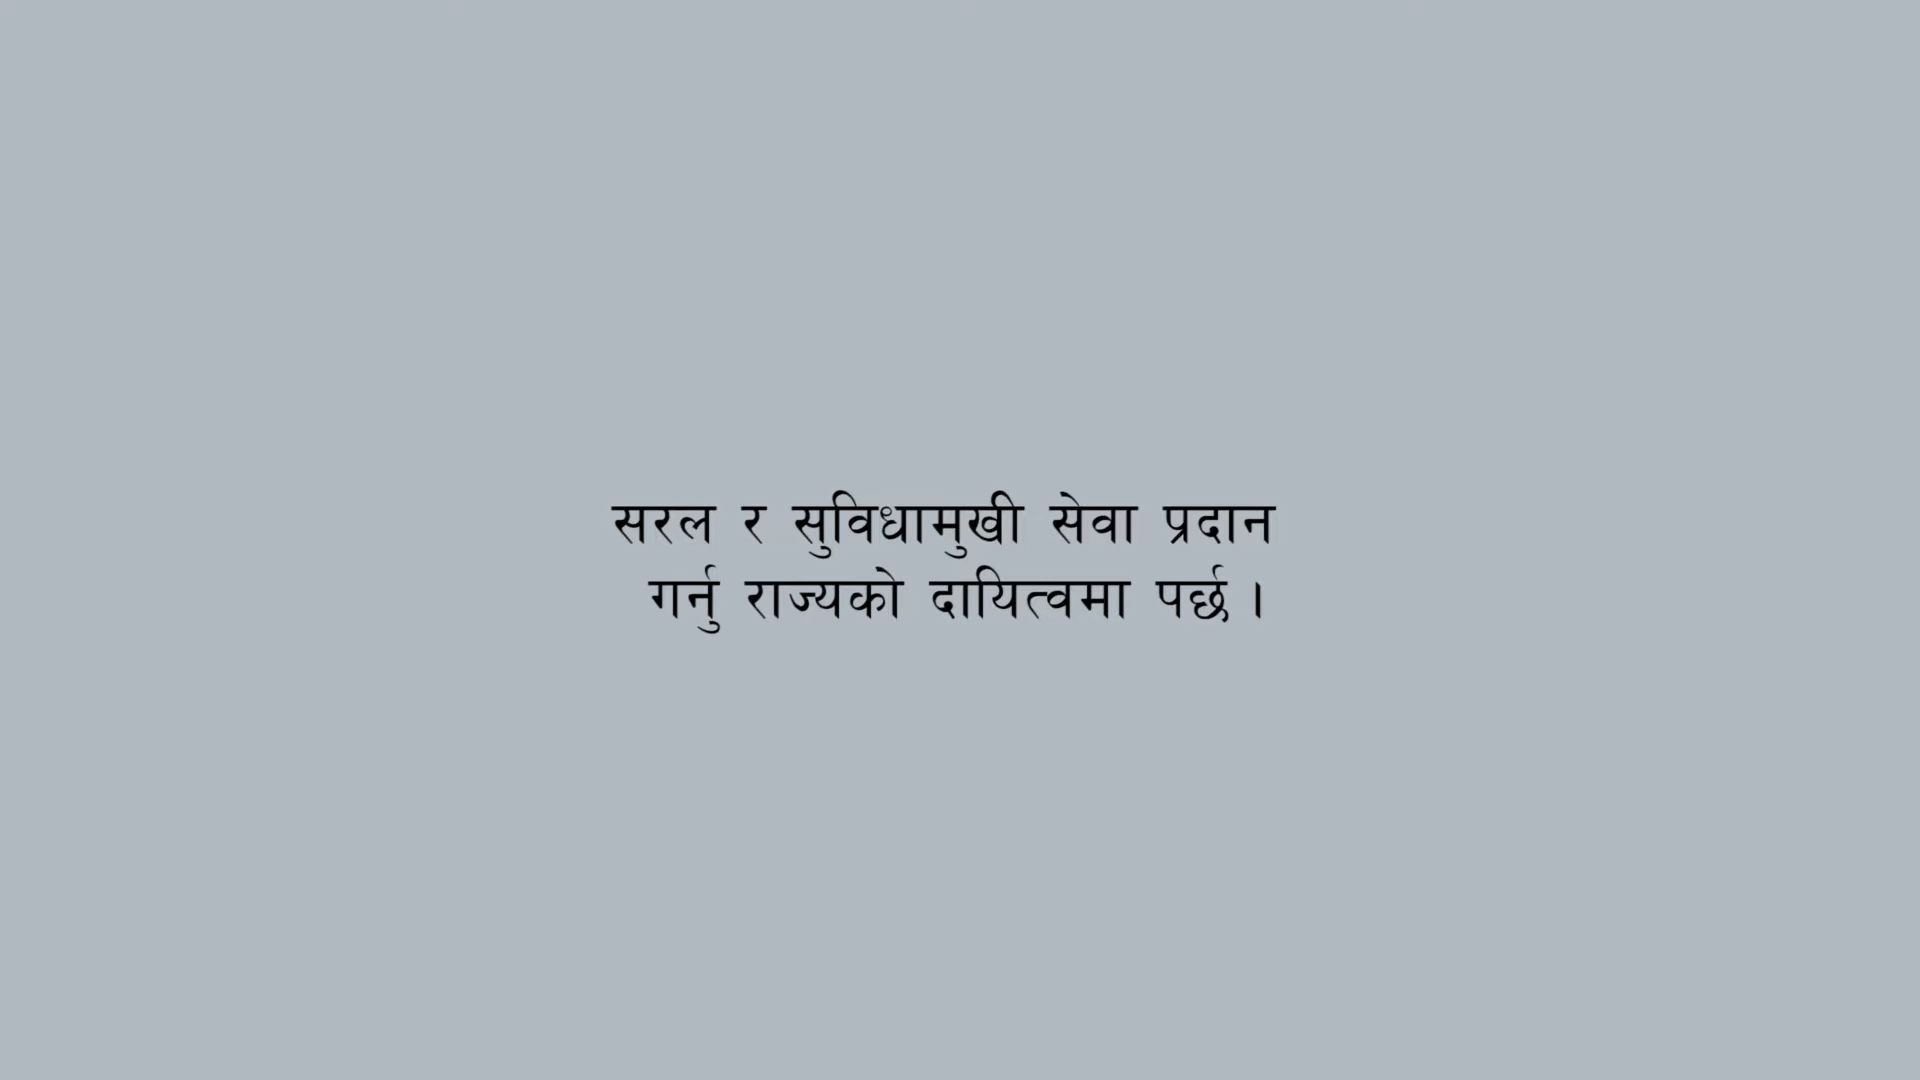 सरल र सुविधामुखी सेवा प्रदान
गर्नु राज्यको दायित्वमा पर्छ ।